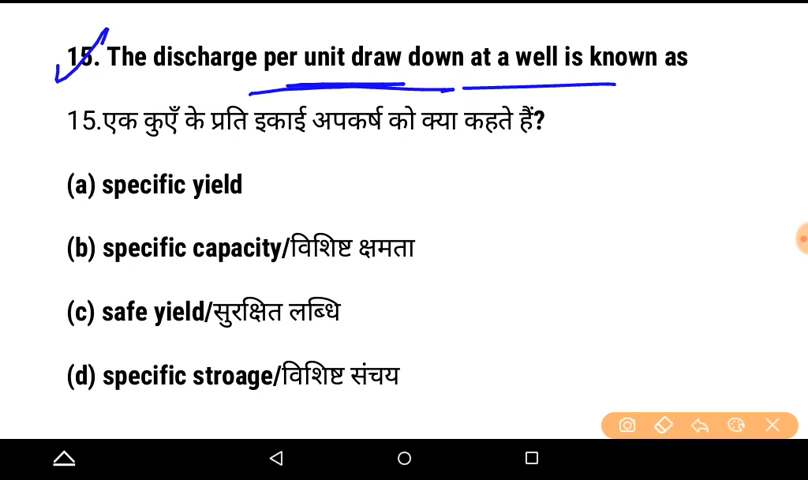 15. The discharge per unit draw down at a well is known as
15.एक कुएँ के प्रति इकाई अपकर्ष को क्या कहते हैं?
(a) specific yield
(b) specific capacity/विशिष्ट क्षमता
(c) safe yield/सुरक्षित लब्धि
(d) specific stroage/विशिष्ट संचय